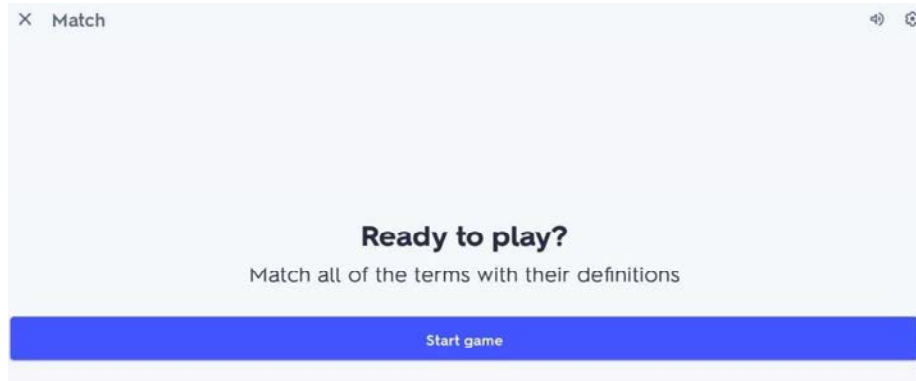 Match
Ready to play?
Match all of the terms with their definitions
Start game